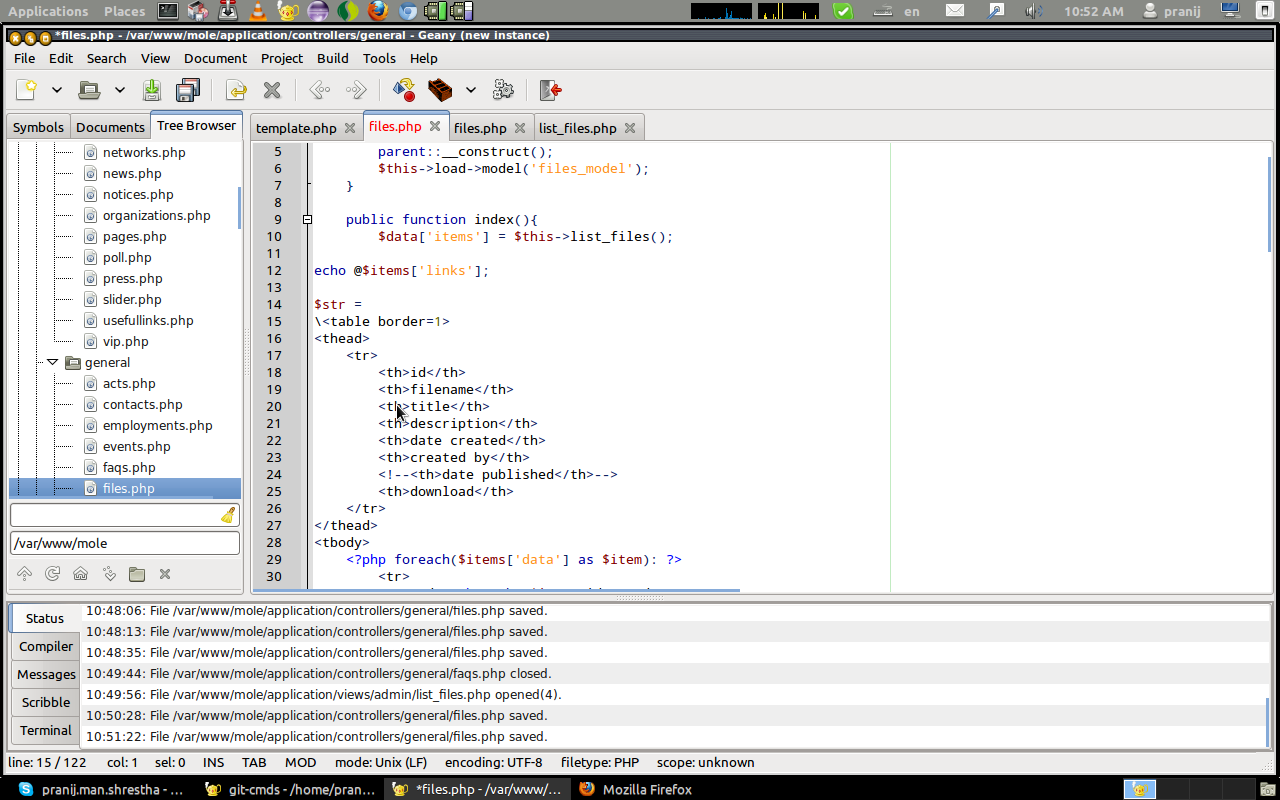 Applications Places en 10:52 AM pranij
*files.php - /var/www/mole/application/controllers/general - Geany (new instance)
File Edit Search View Document Project Build Tools Help
Symbols Documents Tree Browser
template.php files.php files.php list_files.php
networks.php
news.php
notices.php
organizations.php
pages.php
poll.php
press.php
slider.php
usefullinks.php
vip.php
general
acts.php
contacts.php
employments.php
events.php
faqs.php
files.php
/var/www/mole
5 parent::__construct();
6 $this->load->model('files_model');
7 }
8
9 public function index(){
10 $data['items'] = $this->list_files();
11
12 echo @$items['links'];
13
14 $str =
15 \<table border=1>
16 <thead>
17 <tr>
18 <th>id</th>
19 <th>filename</th>
20 <th>title</th>
21 <th>description</th>
22 <th>date created</th>
23 <th>created by</th>
24 <!--<th>date published</th>-->
25 <th>download</th>
26 </tr>
27 </thead>
28 <tbody>
29 <?php foreach($items['data'] as $item): ?>
30 <tr>
Status
Compiler
Messages
Scribble
Terminal
10:48:06: File /var/www/mole/application/controllers/general/files.php saved.
10:48:13: File /var/www/mole/application/controllers/general/files.php saved.
10:48:35: File /var/www/mole/application/controllers/general/files.php saved.
10:49:44: File /var/www/mole/application/controllers/general/faqs.php closed.
10:49:56: File /var/www/mole/application/views/admin/list_files.php opened(4).
10:50:28: File /var/www/mole/application/controllers/general/files.php saved.
10:51:22: File /var/www/mole/application/controllers/general/files.php saved.
line: 15 / 122 col: 1 sel: 0 INS TAB MOD mode: Unix (LF) encoding: UTF-8 filetype: PHP scope: unknown
pranij.man.shrestha - ... git-cmds - /home/pran... *files.php - /var/www/... Mozilla Firefox